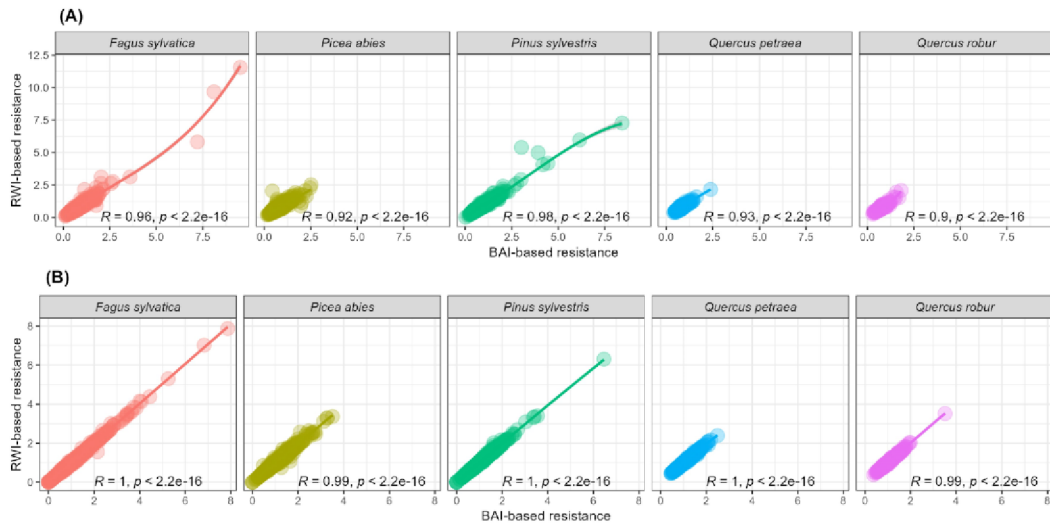 (A)
Fagus sylvatica Picea abies Pinus sylvestris Quercus petraea Quercus robur
RWI-based resistance
12.5
10.0
7.5
5.0
2.5
0.0
R = 0.96, p < 2.2e-16 R = 0.92, p < 2.2e-16 R = 0.98, p < 2.2e-16 R = 0.93, p < 2.2e-16 R = 0.9, p < 2.2e-16
0.0 2.5 5.0 7.5 0.0 2.5 5.0 7.5 0.0 2.5 5.0 7.5 0.0 2.5 5.0 7.5 0.0 2.5 5.0 7.5
BAI-based resistance
(B)
Fagus sylvatica Picea abies Pinus sylvestris Quercus petraea Quercus robur
RWI-based resistance
8
6
4
2
0
R = 1, p < 2.2e-16 R = 0.99, p < 2.2e-16 R = 1, p < 2.2e-16 R = 1, p < 2.2e-16 R = 0.99, p < 2.2e-16
0 2 4 6 8 0 2 4 6 8 0 2 4 6 8 0 2 4 6 8 0 2 4 6 8
BAI-based resistance